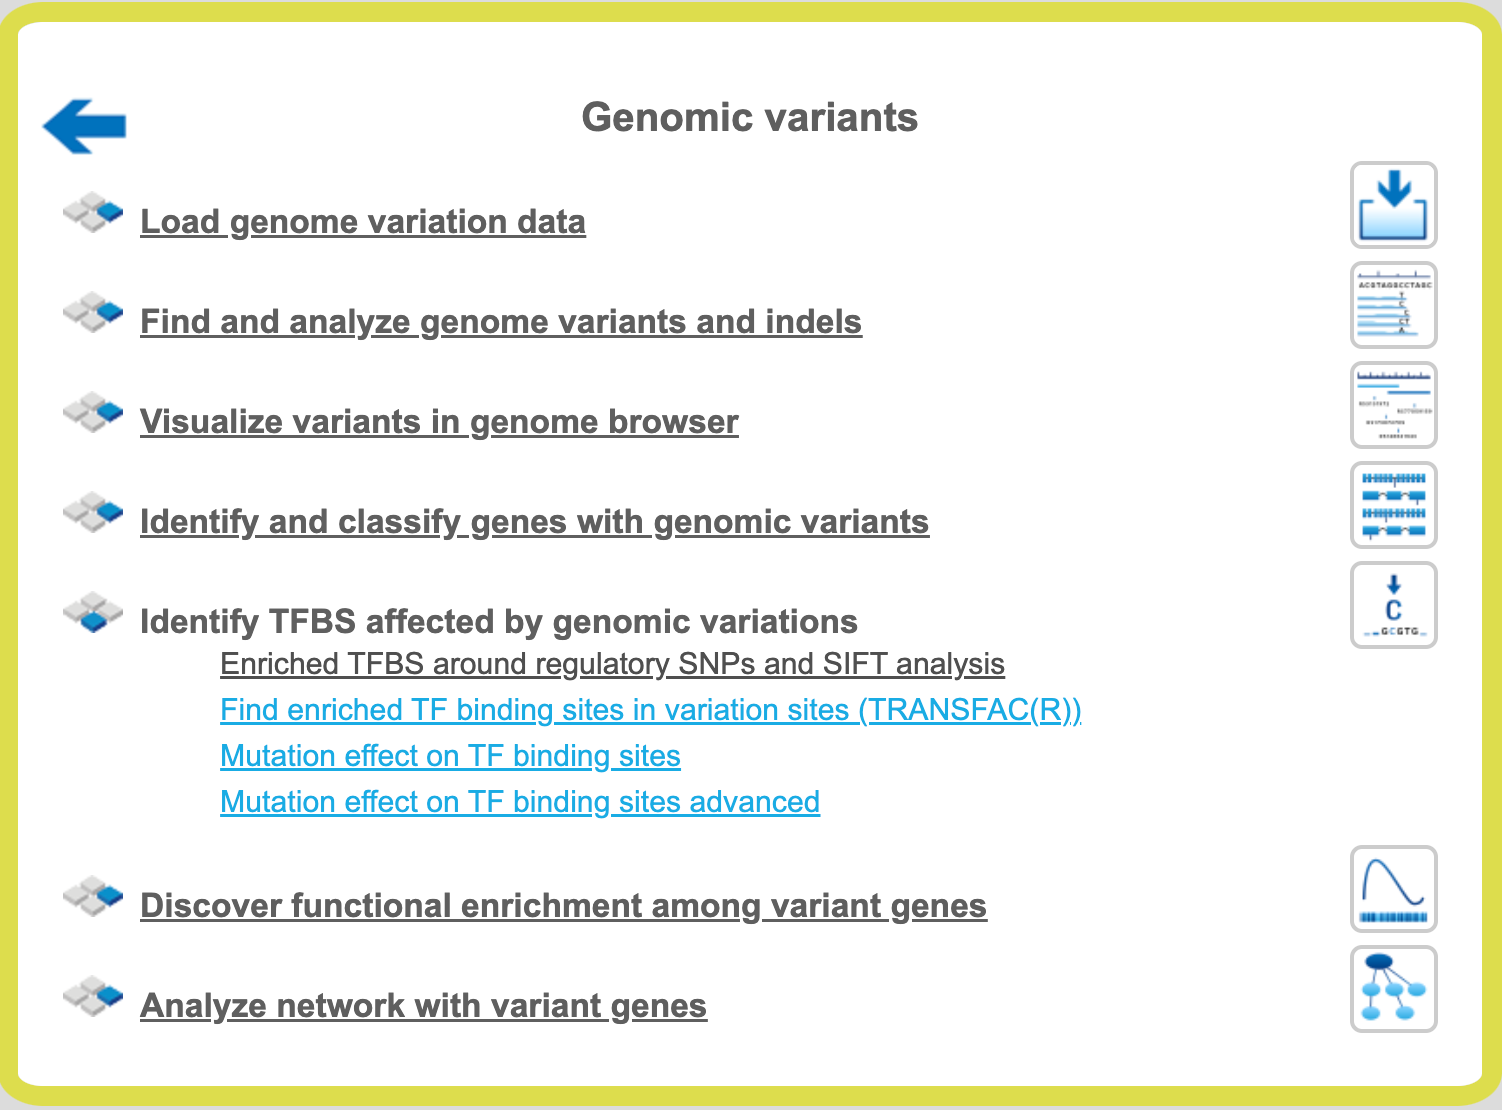 Genomic variants
Load genome variation data
Find and analyze genome variants and indels
Visualize variants in genome browser
Identify and classify genes with genomic variants
Identify TFBS affected by genomic variations
C
GCGTG
Enriched TFBS around regulatory SNPs and SIFT analysis
Find enriched TF binding sites in variation sites (TRANSFAC(R))
Mutation effect on TF binding sites
Mutation effect on TF binding sites advanced
Discover functional enrichment among variant genes
Analyze network with variant genes